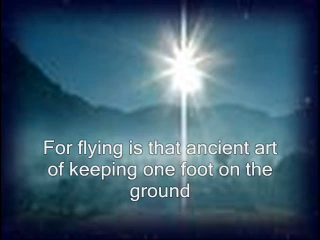 For flying is that ancient art
of keeping one foot on the
ground